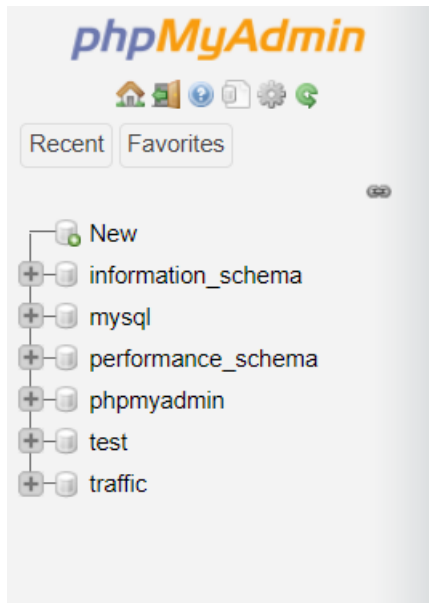 phpMyAdmin
Recent Favorites
New
information_schema
mysql
performance_schema
phpmyadmin
test
traffic